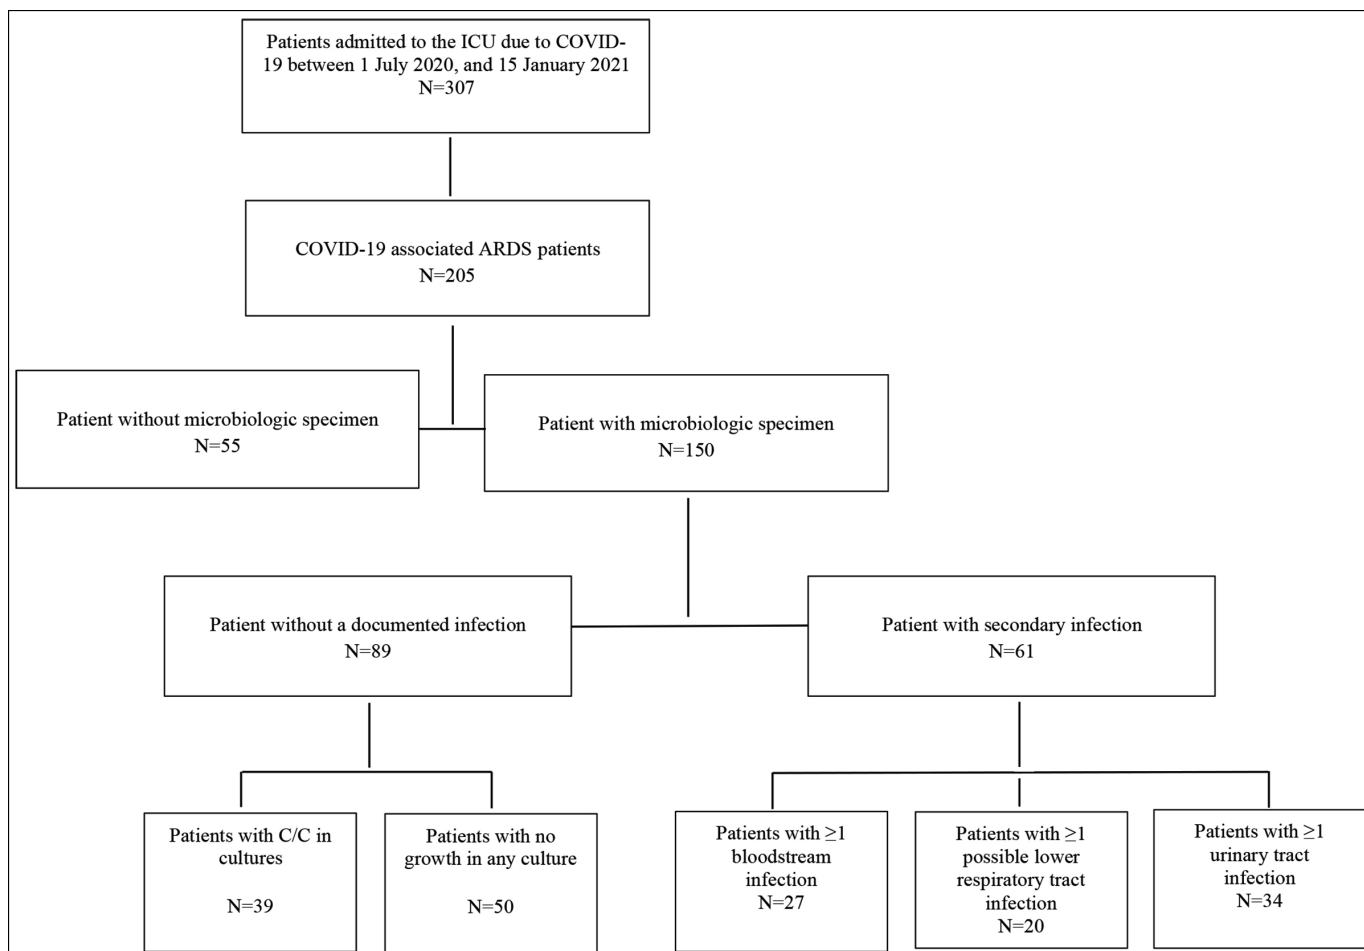 Patients admitted to the ICU due to COVID-
19 between 1 July 2020, and 15 January 2021
N=307
COVID-19 associated ARDS patients
N=205
Patient without microbiologic specimen
N=55
Patient with microbiologic specimen
N=150
Patient without a documented infection
N=89
Patient with secondary infection
N=61
Patients with C/C in
cultures
N=39
Patients with no
growth in any culture
N=50
Patients with ≥1
bloodstream
infection
N=27
Patients with ≥1
possible lower
respiratory tract
infection
N=20
Patients with ≥1
urinary tract
infection
N=34